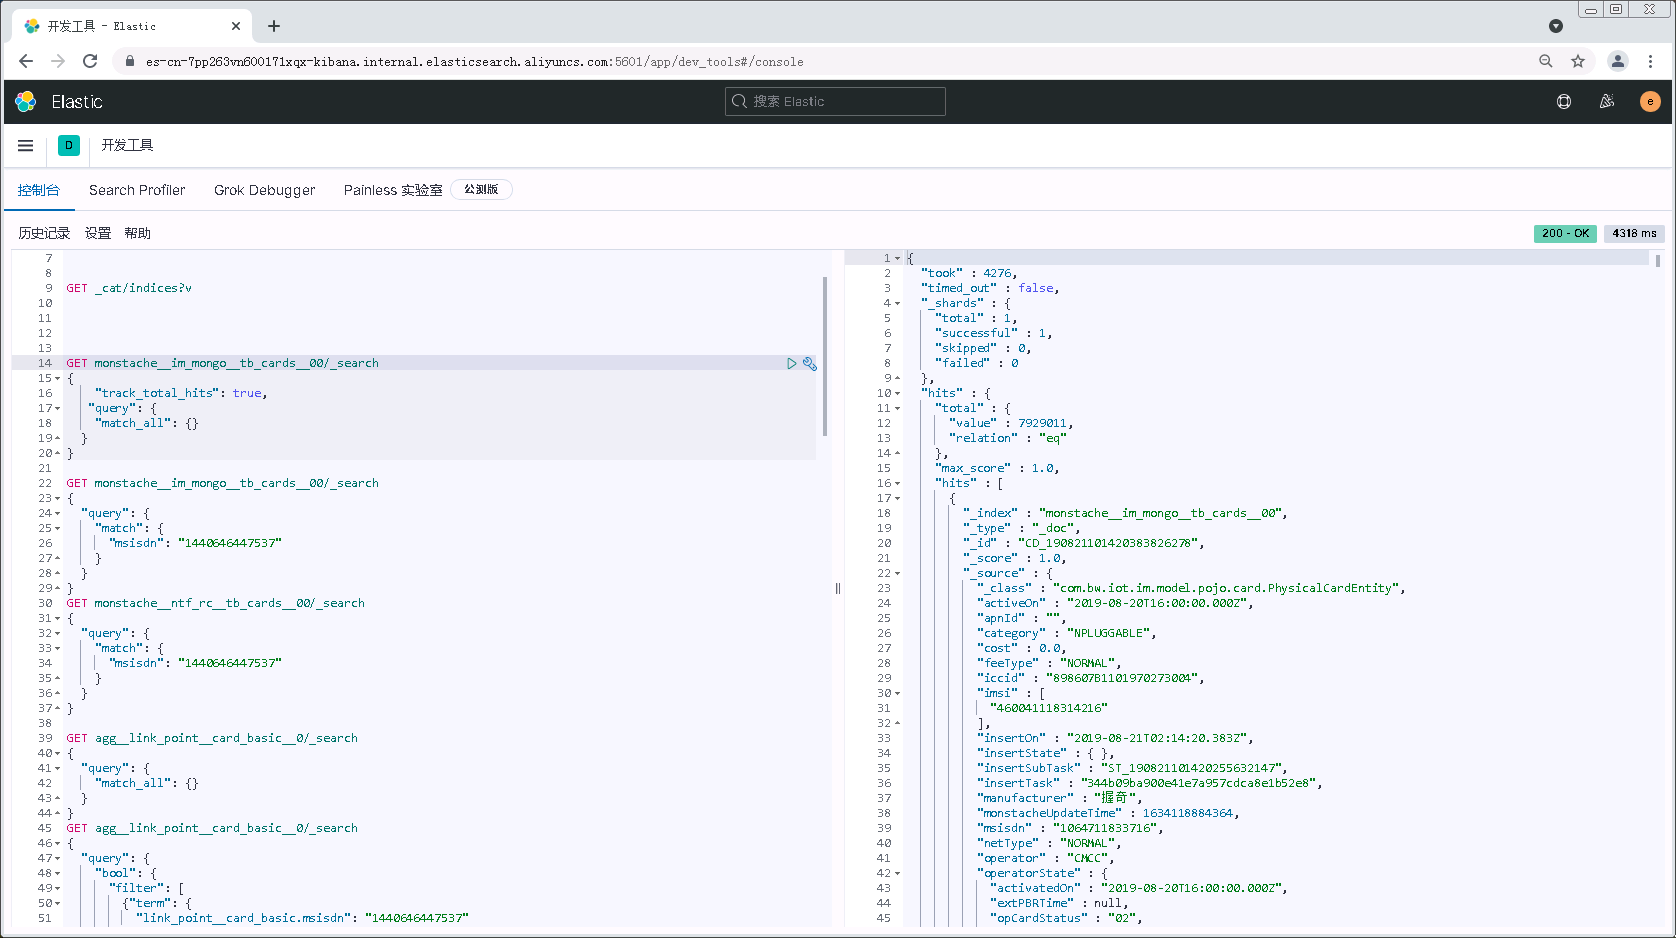 开发工具 - Elastic
es-cn-7pp263vn600171xqx-kibana.internal.elasticsearch.aliyuncs.com:5601/app/dev_tools#/console
Elastic
搜索 Elastic
e
D
开发工具
控制台
Search Profiler
Grok Debugger
Painless 实验室
公测版
历史记录
设置
帮助
200 - OK
4318 ms
7
8
9 GET _cat/indices?v
10
11
12
13
14 GET monstache__im_mongo__tb_cards__00/_search
15 {
16 "track_total_hits": true,
17 "query": {
18 "match_all": {}
19 }
20 }
21
22 GET monstache__im_mongo__tb_cards__00/_search
23 {
24 "query": {
25 "match": {
26 "msisdn": "1440646447537"
27 }
28 }
29 }
30 GET monstache__ntf_rc__tb_cards__00/_search
31 {
32 "query": {
33 "match": {
34 "msisdn": "1440646447537"
35 }
36 }
37 }
38
39 GET agg__link_point__card_basic__0/_search
40 {
41 "query": {
42 "match_all": {}
43 }
44 }
45 GET agg__link_point__card_basic__0/_search
46 {
47 "query": {
48 "bool": {
49 "filter": [
50 {"term": {
51 "link_point__card_basic.msisdn": "1440646447537"
1 {
2 "took" : 4276,
3 "timed_out" : false,
4 "_shards" : {
5 "total" : 1,
6 "successful" : 1,
7 "skipped" : 0,
8 "failed" : 0
9 },
10 "hits" : {
11 "total" : {
12 "value" : 7929011,
13 "relation" : "eq"
14 },
15 "max_score" : 1.0,
16 "hits" : [
17 {
18 "_index" : "monstache__im_mongo__tb_cards__00",
19 "_type" : "_doc",
20 "_id" : "CD_190821101420383826278",
21 "_score" : 1.0,
22 "_source" : {
23 "_class" : "com.bw.iot.im.model.pojo.card.PhysicalCardEntity",
24 "activeOn" : "2019-08-20T16:00:00.000Z",
25 "apnId" : "",
26 "category" : "NPLUGGABLE",
27 "cost" : 0.0,
28 "feeType" : "NORMAL",
29 "iccid" : "898607B1101970273004",
30 "imsi" : [
31 "460041118314216"
32 ],
33 "insertOn" : "2019-08-21T02:14:20.383Z",
34 "insertState" : { },
35 "insertSubTask" : "ST_190821101420255632147",
36 "insertTask" : "344b09ba900e41e7a957cdca8e1b52e8",
37 "manufacturer" : "握奇",
38 "monstacheUpdateTime" : 1634118884364,
39 "msisdn" : "1064711833716",
40 "netType" : "NORMAL",
41 "operator" : "CMCC",
42 "operatorState" : {
43 "activatedOn" : "2019-08-20T16:00:00.000Z",
44 "extPBRTime" : null,
45 "opCardStatus" : "02",